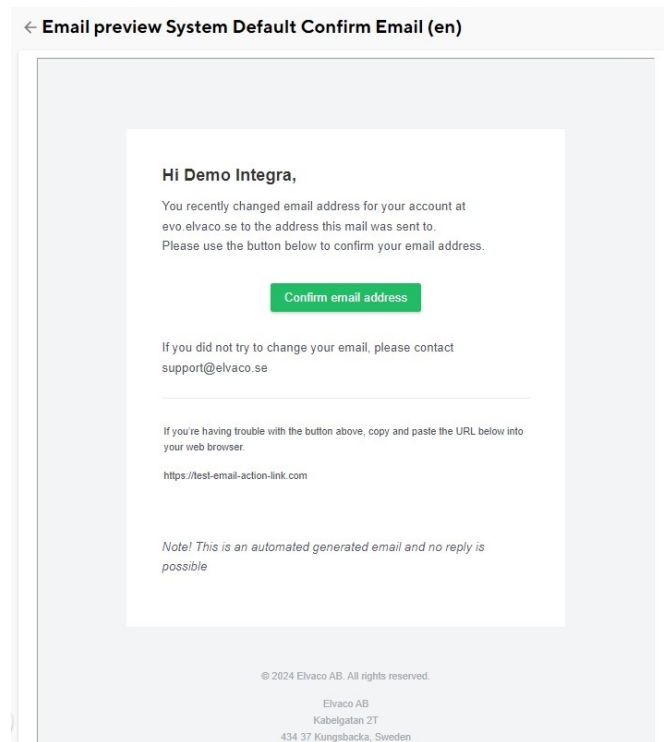 Email preview System Default Confirm Email (en)
Hi Demo Integra,
You recently changed email address for your account at
evo.elvaco.se to the address this mail was sent to.
Please use the button below to confirm your email address.
Confirm email address
If you did not try to change your email, please contact
support@elvaco.se
If you're having trouble with the button above, copy and paste the URL below into
your web browser.
https://test-email-action-link.com
Note! This is an automated generated email and no reply is
possible
© 2024 Elvaco AB. All rights reserved.
Elvaco AB
Kabelgatan 2T
434 37 Kungsbacka, Sweden